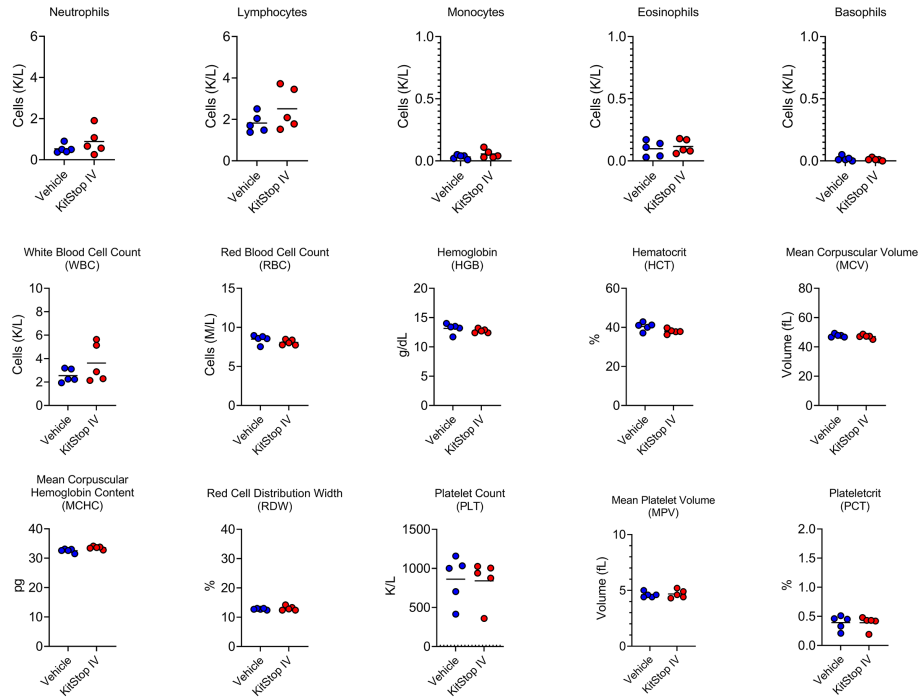 Neutrophils
Cells (K/L)
6
4
2
0
Vehicle
KitStop IV
Lymphocytes
Cells (K/L)
6
4
2
0
Vehicle
KitStop IV
Monocytes
Cells (K/L)
1.0
0.5
0.0
Vehicle
KitStop IV
Eosinophils
Cells (K/L)
1.0
0.5
0.0
Vehicle
KitStop IV
Basophils
Cells (K/L)
1.0
0.5
0.0
Vehicle
KitStop IV
White Blood Cell Count
(WBC)
Cells (K/L)
10
8
6
4
2
0
Vehicle
KitStop IV
Red Blood Cell Count
(RBC)
Cells (M/L)
15
10
5
0
Vehicle
KitStop IV
Hemoglobin
(HGB)
g/dL
20
15
10
5
0
Vehicle
KitStop IV
Hematocrit
(HCT)
%
60
40
20
0
Vehicle
KitStop IV
Mean Corpuscular Volume
(MCV)
Volume (fL)
80
60
40
20
0
Vehicle
KitStop IV
Mean Corpuscular
Hemoglobin Content
(MCHC)
pg
40
30
20
10
0
Vehicle
KitStop IV
Red Cell Distribution Width
(RDW)
%
40
30
20
10
0
Vehicle
KitStop IV
Platelet Count
(PLT)
K/L
1000
500
0
Vehicle
KitStop IV
Mean Platelet Volume
(MPV)
Volume (fL)
10
5
0
Vehicle
KitStop IV
Plateletcrit
(PCT)
%
2.0
1.5
1.0
0.5
0.0
Vehicle
KitStop IV